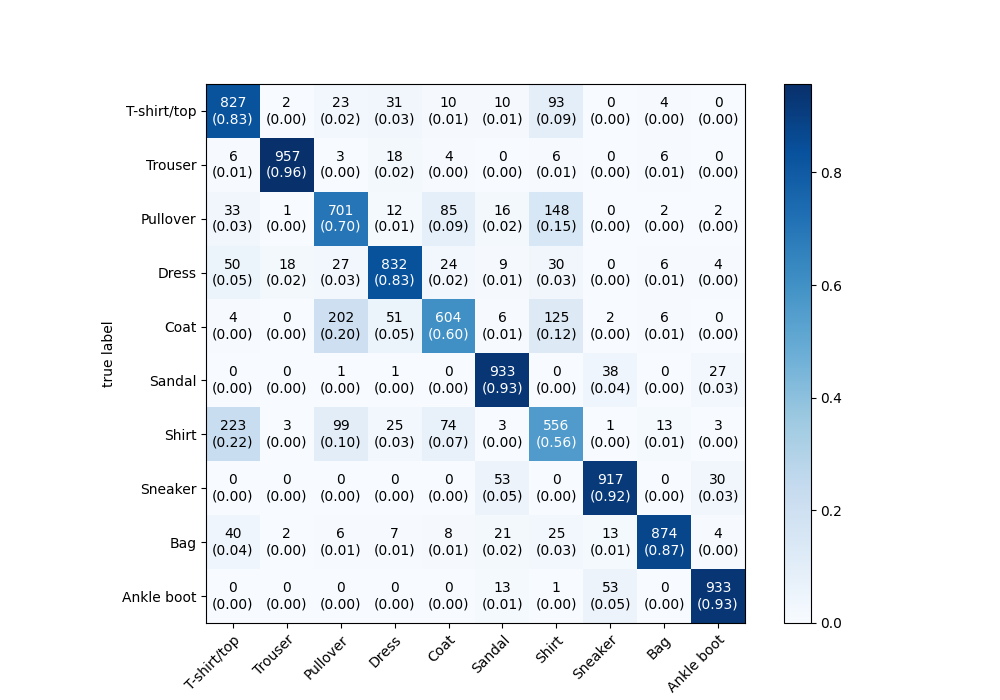 T-shirt/top 827 2 23 31 10 10 93 0 4 0
(0.83) (0.00) (0.02) (0.03) (0.01) (0.01) (0.09) (0.00) (0.00) (0.00)
Trouser 6 957 3 18 4 0 6 0 6 0
(0.01) (0.96) (0.00) (0.02) (0.00) (0.00) (0.01) (0.00) (0.01) (0.00)
0.8
Pullover 33 1 701 12 85 16 148 0 2 2
(0.03) (0.00) (0.70) (0.01) (0.09) (0.02) (0.15) (0.00) (0.00) (0.00)
Dress 50 18 27 832 24 9 30 0 6 4
(0.05) (0.02) (0.03) (0.83) (0.02) (0.01) (0.03) (0.00) (0.01) (0.00)
0.6
Coat 4 0 202 51 604 6 125 2 6 0
(0.00) (0.00) (0.20) (0.05) (0.60) (0.01) (0.12) (0.00) (0.01) (0.00)
true label
Sandal 0 0 1 1 0 933 0 38 0 27
(0.00) (0.00) (0.00) (0.00) (0.00) (0.93) (0.00) (0.04) (0.00) (0.03)
0.4
Shirt 223 3 99 25 74 3 556 1 13 3
(0.22) (0.00) (0.10) (0.03) (0.07) (0.00) (0.56) (0.00) (0.01) (0.00)
Sneaker 0 0 0 0 0 53 0 917 0 30
(0.00) (0.00) (0.00) (0.00) (0.00) (0.05) (0.00) (0.92) (0.00) (0.03)
0.2
Bag 40 2 6 7 8 21 25 13 874 4
(0.04) (0.00) (0.01) (0.01) (0.01) (0.02) (0.03) (0.01) (0.87) (0.00)
Ankle boot 0 0 0 0 0 13 1 53 0 933
(0.00) (0.00) (0.00) (0.00) (0.00) (0.01) (0.00) (0.05) (0.00) (0.93)
0.0
T-shirt/top Trouser Pullover Dress Coat Sandal Shirt Sneaker Bag Ankle boot